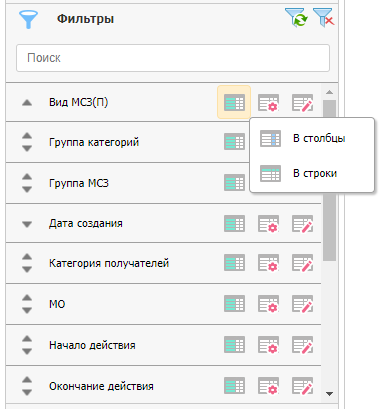 Фильтры
Поиск
Вид МСЗ(П)
В столбцы
Группа категорий
В строки
Группа МСЗ
Дата создания
Категория получателей
МО
Начало действия
Окончание действия